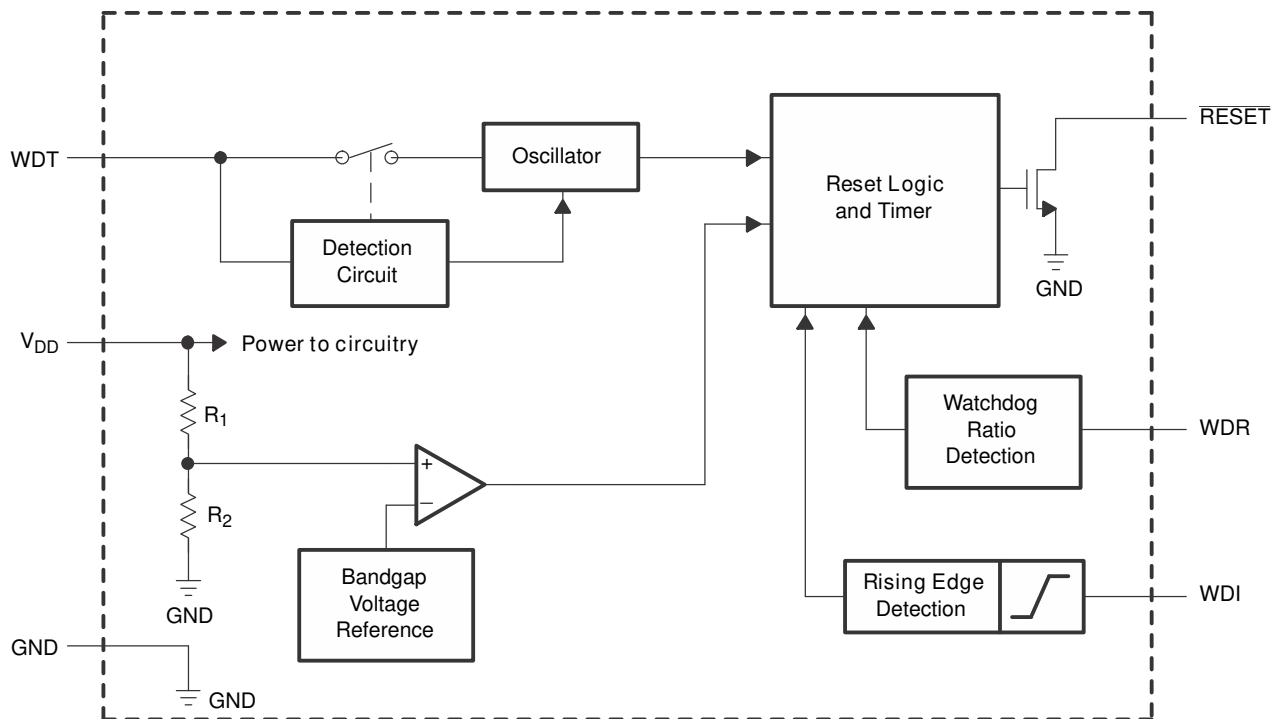 RESET
WDT
Oscillator
Reset Logic
and Timer
Detection
Circuit
GND
VDD
Power to circuitry
R1
Watchdog
Ratio
Detection
WDR
+
−
R2
Bandgap
Voltage
Reference
Rising Edge
Detection
WDI
GND
GND
GND